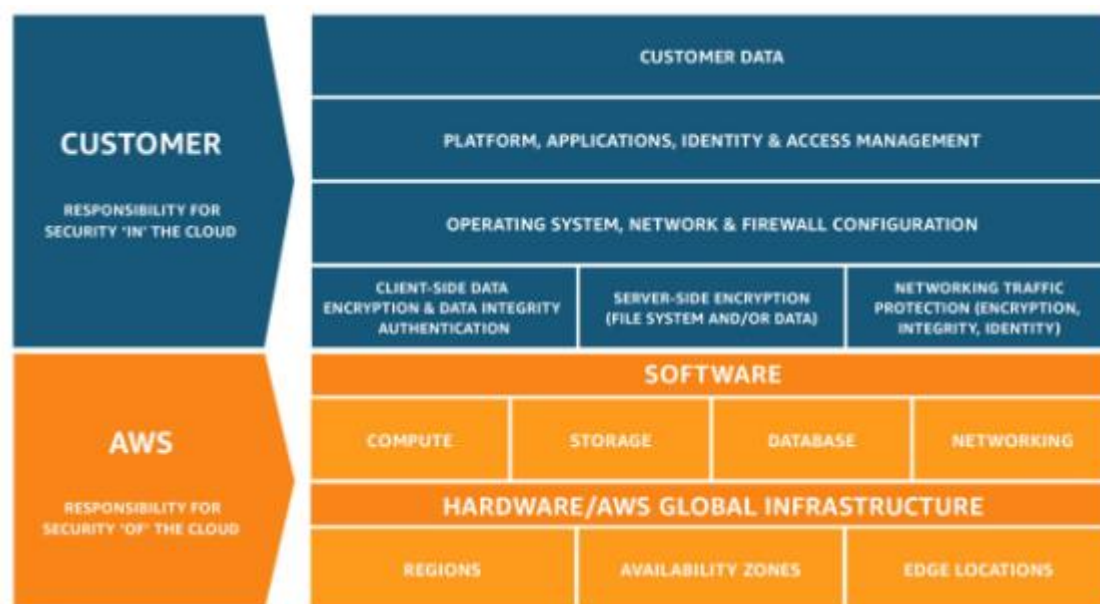 CUSTOMER
RESPONSIBILITY FOR
SECURITY 'IN' THE CLOUD
CUSTOMER DATA
PLATFORM, APPLICATIONS, IDENTITY & ACCESS MANAGEMENT
OPERATING SYSTEM, NETWORK & FIREWALL CONFIGURATION
CLIENT-SIDE DATA
ENCRYPTION & DATA INTEGRITY
AUTHENTICATION
SERVER-SIDE ENCRYPTION
(FILE SYSTEM AND/OR DATA)
NETWORKING TRAFFIC
PROTECTION (ENCRYPTION,
INTEGRITY, IDENTITY)
AWS
RESPONSIBILITY FOR
SECURITY 'OF' THE CLOUD
SOFTWARE
COMPUTE
STORAGE
DATABASE
NETWORKING
HARDWARE/AWS GLOBAL INFRASTRUCTURE
REGIONS
AVAILABILITY ZONES
EDGE LOCATIONS